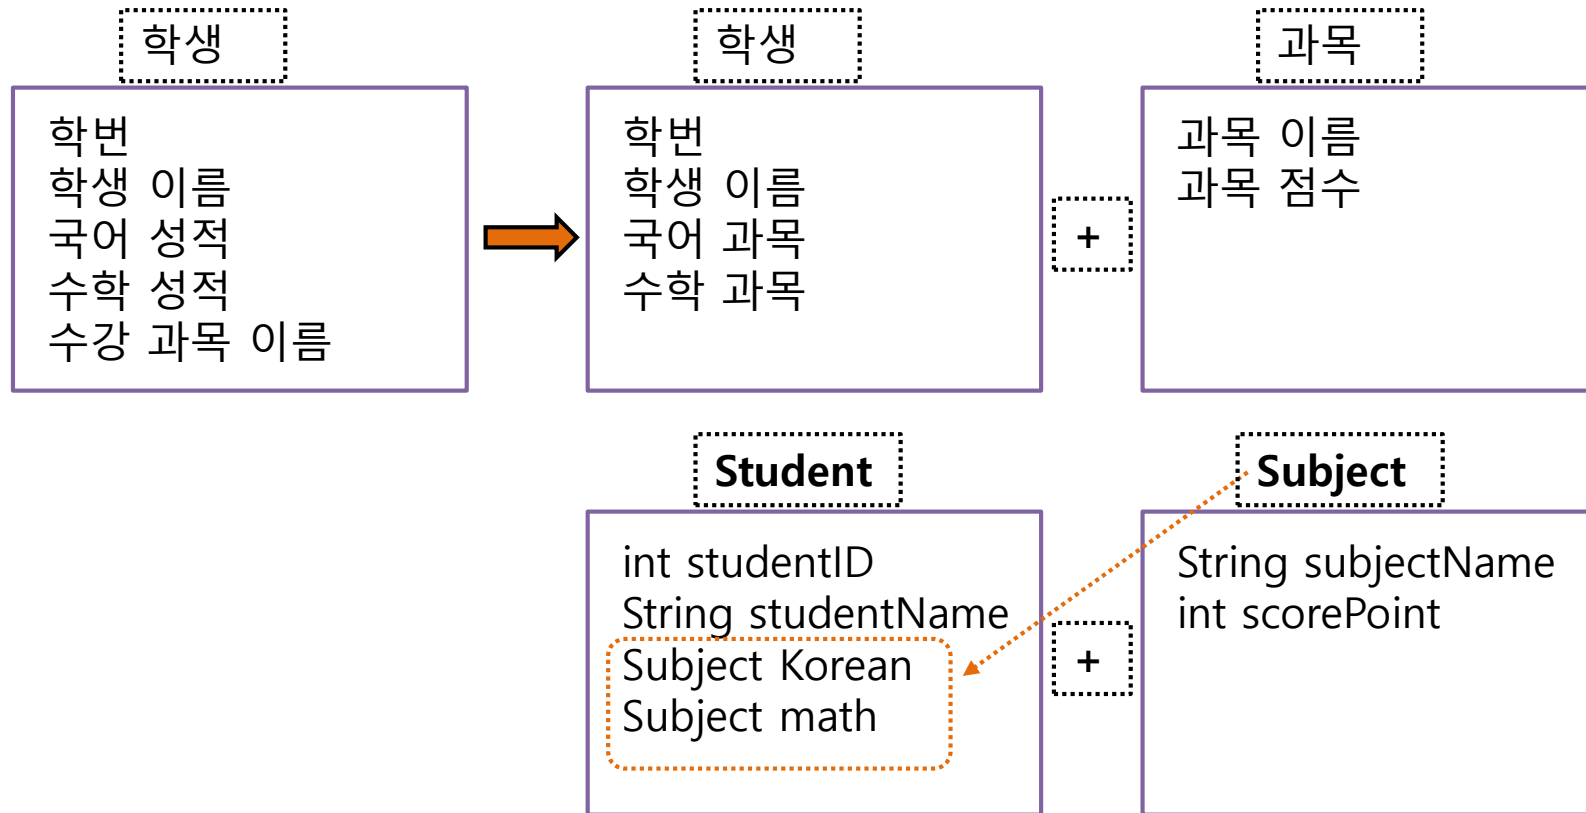 학생
학번
학생 이름
국어 성적
수학 성적
수강 과목 이름
학생
학번
학생 이름
국어 과목
수학 과목
+
과목
과목 이름
과목 점수
Student
int studentID
String studentName
Subject Korean
Subject math
+
Subject
String subjectName
int scorePoint